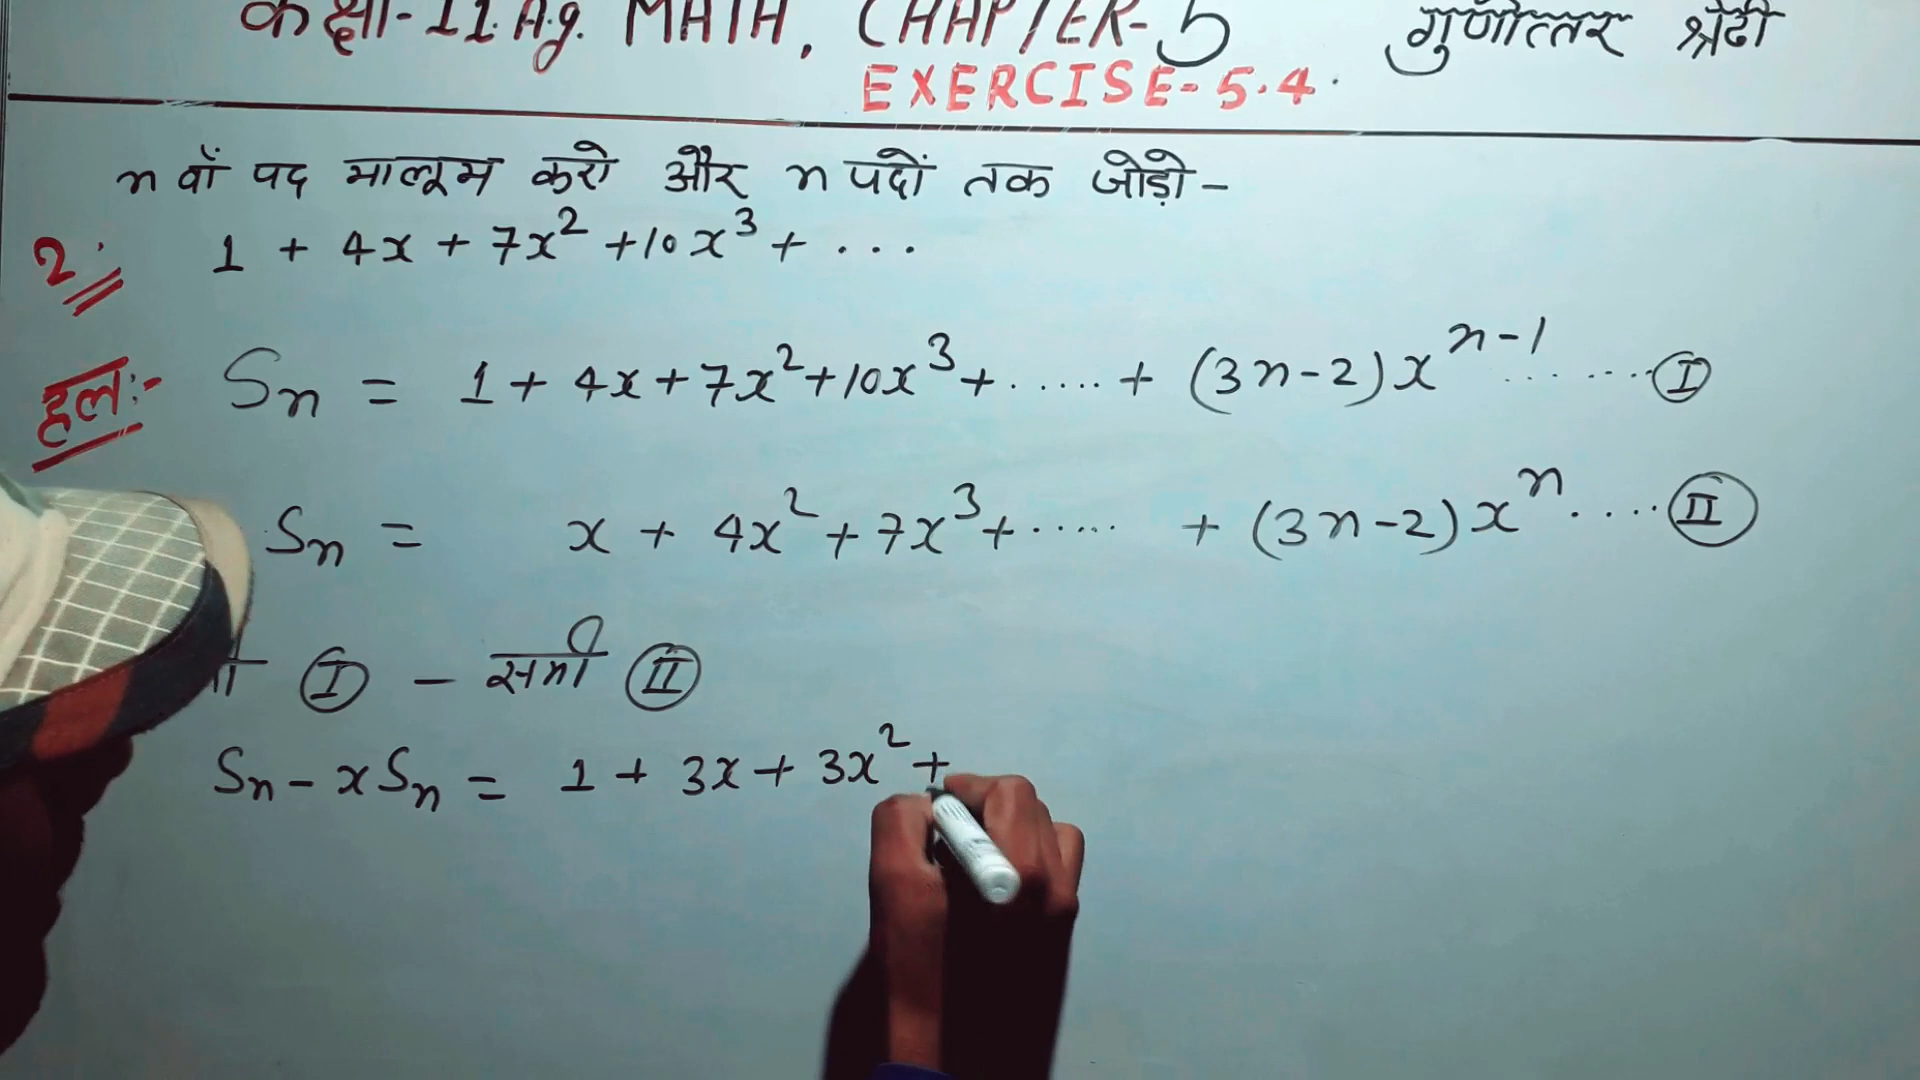 कक्षा-11.Ag. MATH, CHAPTER-5 गुणोत्तर श्रेढी
EXERCISE-5.4.
n वाँ पद मालूम करो और n पदों तक जोड़ो-
2. 1 + 4x + 7x² + 10x³ + ...
हल:- Sn = 1 + 4x + 7x² + 10x³ + ..... + (3n-2)x^(n-1) ....... I
Sn = x + 4x² + 7x³ + ..... + (3n-2)x^n .... II
I - समी II
Sn - xSn = 1 + 3x + 3x² +